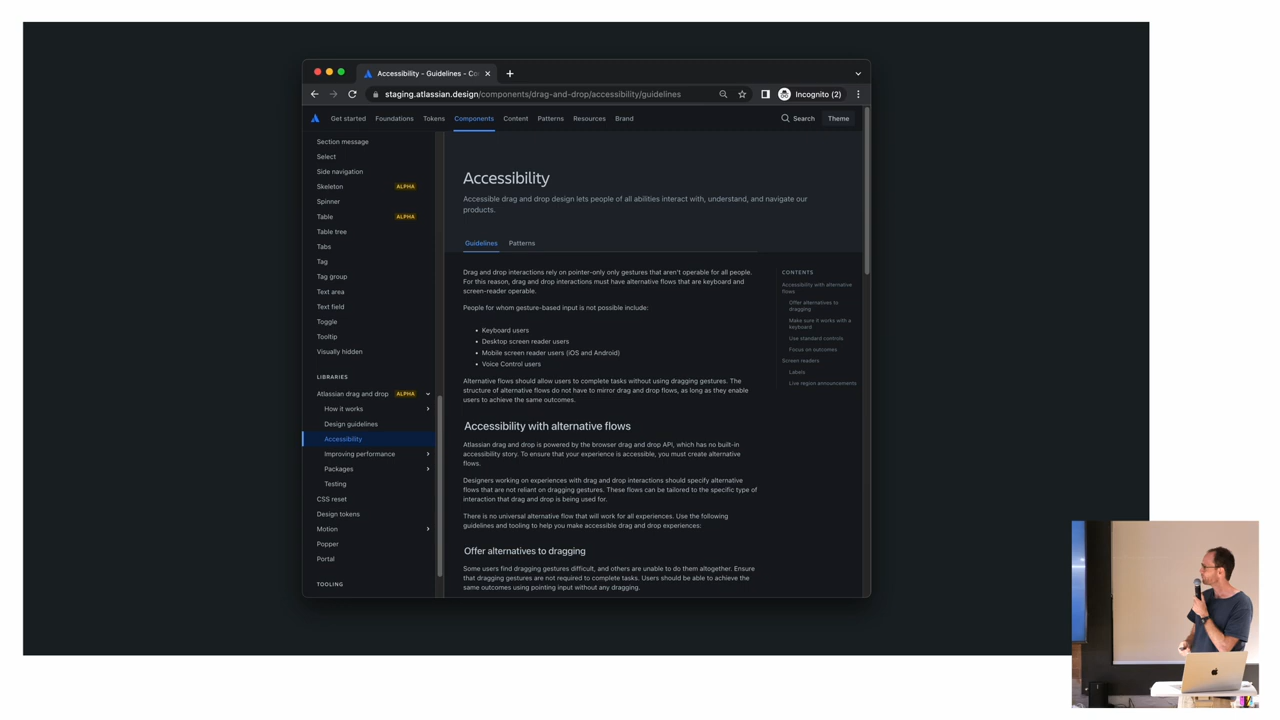 Accessibility - Guidelines - Co
staging.atlassian.design/components/drag-and-drop/accessibility/guidelines
Incognito (2)
Get started
Foundations
Tokens
Components
Content
Patterns
Resources
Brand
Search
Theme
Section message
Select
Side navigation
Skeleton ALPHA
Spinner
Table ALPHA
Table tree
Tabs
Tag
Tag group
Text area
Text field
Toggle
Tooltip
Visually hidden
LIBRARIES
Atlassian drag and drop ALPHA
How it works
Design guidelines
Accessibility
Improving performance
Packages
Testing
CSS reset
Design tokens
Motion
Popper
Portal
TOOLING
Accessibility
Accessible drag and drop design lets people of all abilities interact with, understand, and navigate our
products.
Guidelines
Patterns
Drag and drop interactions rely on pointer-only only gestures that aren't operable for all people.
For this reason, drag and drop interactions must have alternative flows that are keyboard and
screen-reader operable.
People for whom gesture-based input is not possible include:
• Keyboard users
• Desktop screen reader users
• Mobile screen reader users (iOS and Android)
• Voice Control users
Alternative flows should allow users to complete tasks without using dragging gestures. The
structure of alternative flows do not have to mirror drag and drop flows, as long as they enable
users to achieve the same outcomes.
Accessibility with alternative flows
Atlassian drag and drop is powered by the browser drag and drop API, which has no built-in
accessibility story. To ensure that your experience is accessible, you must create alternative
flows.
Designers working on experiences with drag and drop interactions should specify alternative
flows that are not reliant on dragging gestures. These flows can be tailored to the specific type of
interaction that drag and drop is being used for.
There is no universal alternative flow that will work for all experiences. Use the following
guidelines and tooling to help you make accessible drag and drop experiences:
Offer alternatives to dragging
Some users find dragging gestures difficult, and others are unable to do them altogether. Ensure
that dragging gestures are not required to complete tasks. Users should be able to achieve the
same outcomes using pointing input without any dragging.
CONTENTS
Accessibility with alternative
flows
Offer alternatives to
dragging
Make sure it works with a
keyboard
Use standard controls
Focus on outcomes
Screen readers
Labels
Live region announcements